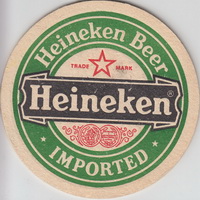 Heineken Beer
TRADE MARK
Heineken®
IMPORTED